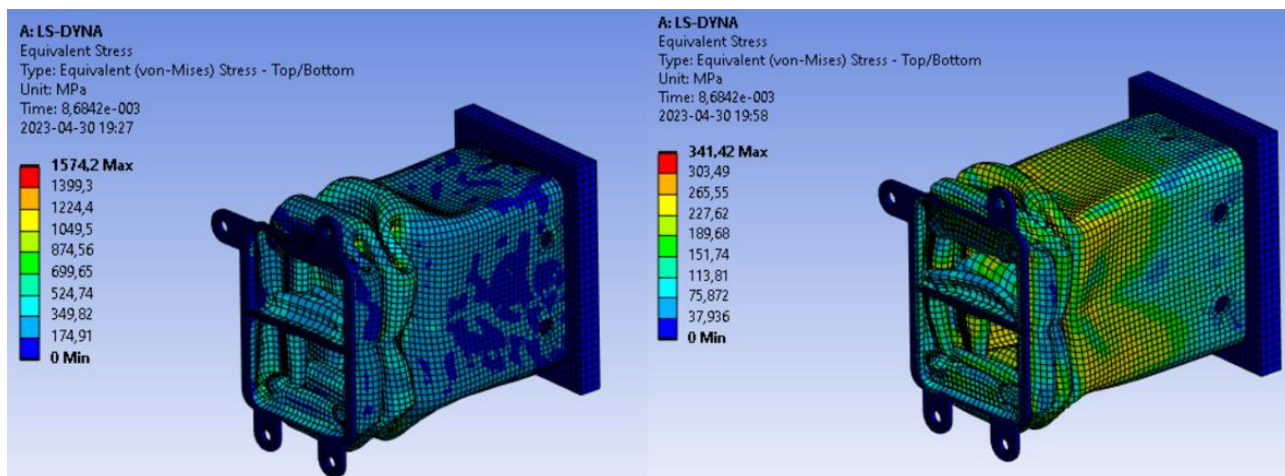 A: LS-DYNA
Equivalent Stress
Type: Equivalent (von-Mises) Stress - Top/Bottom
Unit: MPa
Time: 8,6842e-003
2023-04-30 19:27
1574,2 Max
1399,3
1224,4
1049,5
874,56
699,65
524,74
349,82
174,91
0 Min
A: LS-DYNA
Equivalent Stress
Type: Equivalent (von-Mises) Stress - Top/Bottom
Unit: MPa
Time: 8,6842e-003
2023-04-30 19:58
341,42 Max
303,49
265,55
227,62
189,68
151,74
113,81
75,872
37,936
0 Min